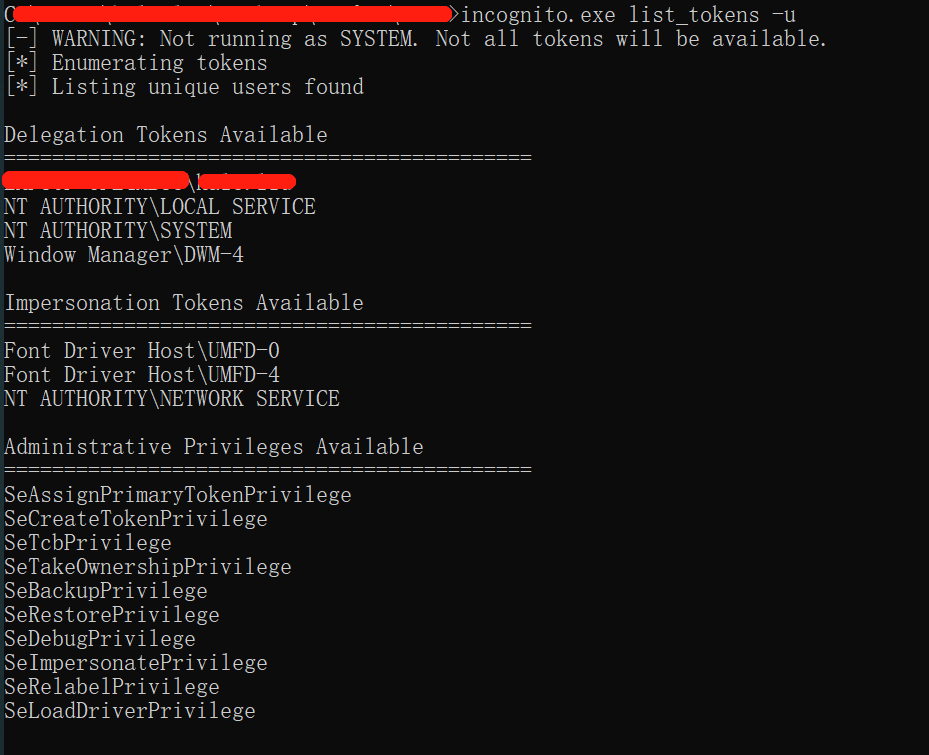 C>incognito.exe list_tokens -u
[-] WARNING: Not running as SYSTEM. Not all tokens will be available.
[*] Enumerating tokens
[*] Listing unique users found
Delegation Tokens Available
============================================
\
NT AUTHORITY\LOCAL SERVICE
NT AUTHORITY\SYSTEM
Window Manager\DWM-4
Impersonation Tokens Available
============================================
Font Driver Host\UMFD-0
Font Driver Host\UMFD-4
NT AUTHORITY\NETWORK SERVICE
Administrative Privileges Available
============================================
SeAssignPrimaryTokenPrivilege
SeCreateTokenPrivilege
SeTcbPrivilege
SeTakeOwnershipPrivilege
SeBackupPrivilege
SeRestorePrivilege
SeDebugPrivilege
SeImpersonatePrivilege
SeRelabelPrivilege
SeLoadDriverPrivilege